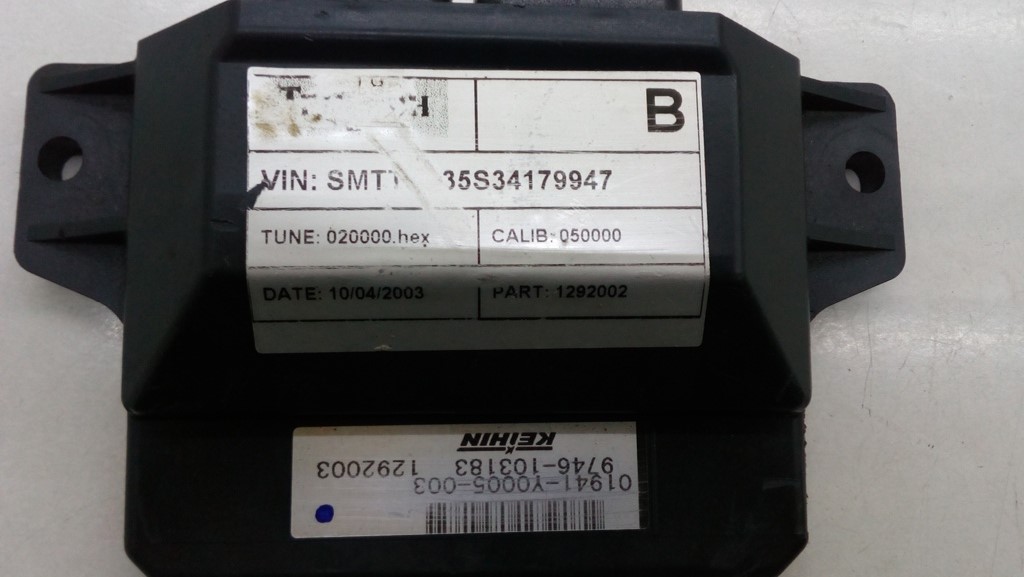 B
VIN: SMT 35S34179947
TUNE: 020000.hex CALIB: 050000
DATE: 10/04/2003 PART: 1292002
KEIHIN
9746-103183 1292003
01941-Y0005-003